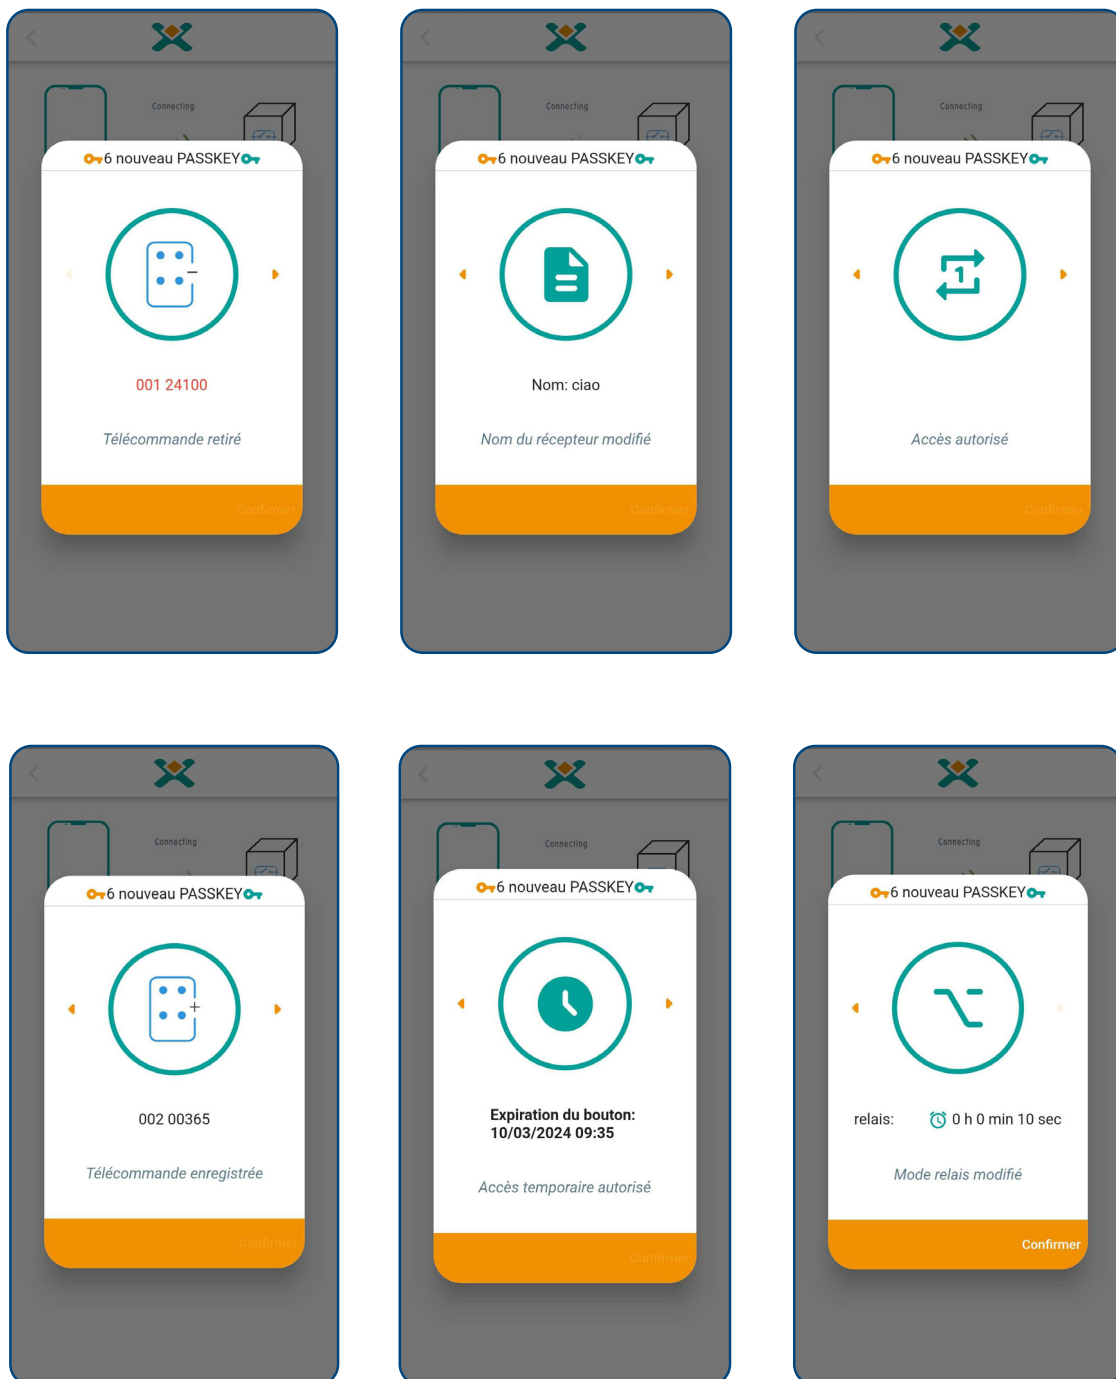 Connecting
6 nouveau PASSKEY
001 24100
Télécommande retiré
Confirmer
Connecting
6 nouveau PASSKEY
Nom: ciao
Nom du récepteur modifié
Confirmer
Connecting
6 nouveau PASSKEY
1
Accès autorisé
Confirmer
Connecting
6 nouveau PASSKEY
002 00365
Télécommande enregistrée
Confirmer
Connecting
6 nouveau PASSKEY
Expiration du bouton:
10/03/2024 09:35
Accès temporaire autorisé
Confirmer
Connecting
6 nouveau PASSKEY
relais: 0 h 0 min 10 sec
Mode relais modifié
Confirmer